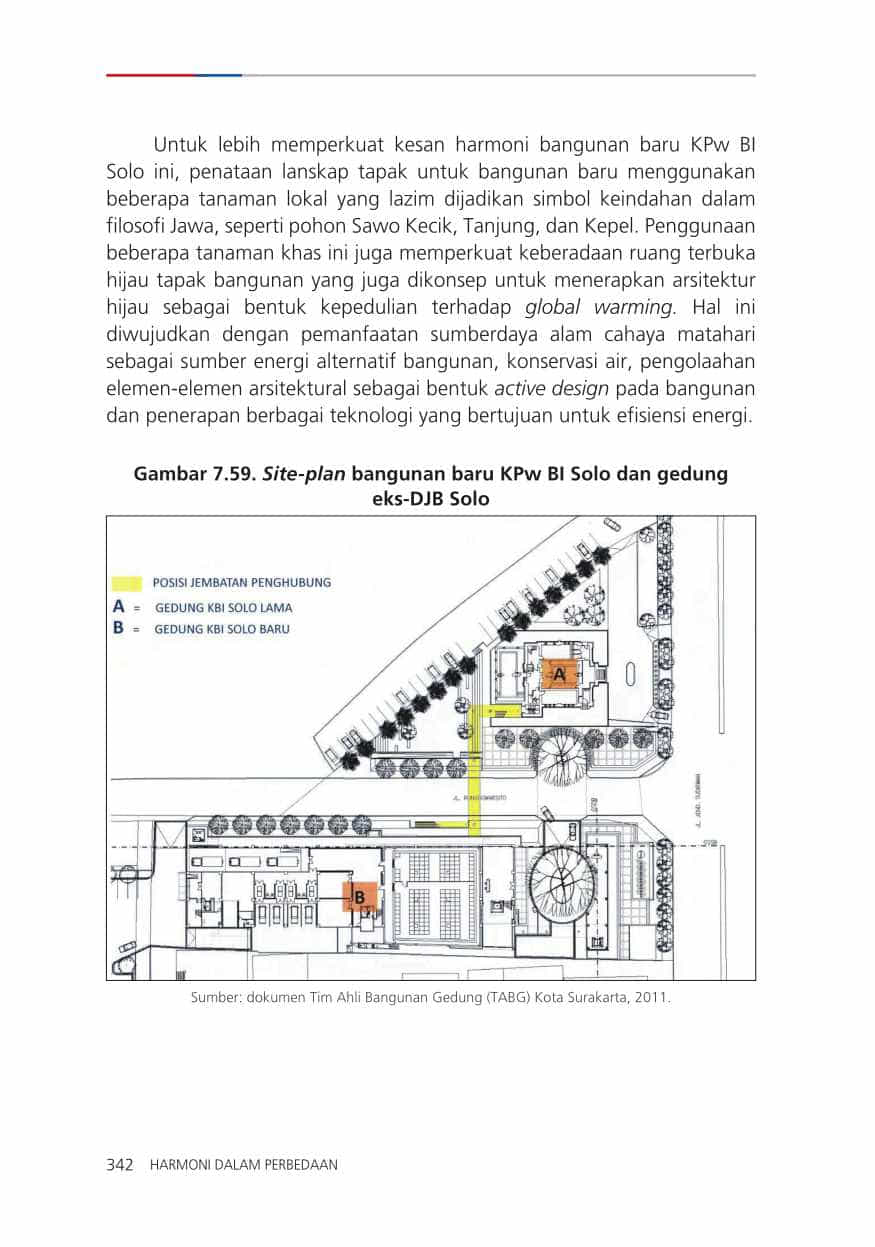 Untuk lebih memperkuat kesan harmoni bangunan baru KPw BI
Solo ini, penataan lanskap tapak untuk bangunan baru menggunakan
beberapa tanaman lokal yang lazim dijadikan simbol keindahan dalam
filosofi Jawa, seperti pohon Sawo Kecik, Tanjung, dan Kepel. Penggunaan
beberapa tanaman khas ini juga memperkuat keberadaan ruang terbuka
hijau tapak bangunan yang juga dikonsep untuk menerapkan arsitektur
hijau sebagai bentuk kepedulian terhadap global warming. Hal ini
diwujudkan dengan pemanfaatan sumberdaya alam cahaya matahari
sebagai sumber energi alternatif bangunan, konservasi air, pengolaahan
elemen-elemen arsitektural sebagai bentuk active design pada bangunan
dan penerapan berbagai teknologi yang bertujuan untuk efisiensi energi.
Gambar 7.59. Site-plan bangunan baru KPw BI Solo dan gedung
eks-DJB Solo
POSISI JEMBATAN PENGHUBUNG
A = GEDUNG KBI SOLO LAMA
B = GEDUNG KBI SOLO BARU
A
JL.
JL. JEND. SUDIRMAN
B
Sumber: dokumen Tim Ahli Bangunan Gedung (TABG) Kota Surakarta, 2011.
342 HARMONI DALAM PERBEDAAN